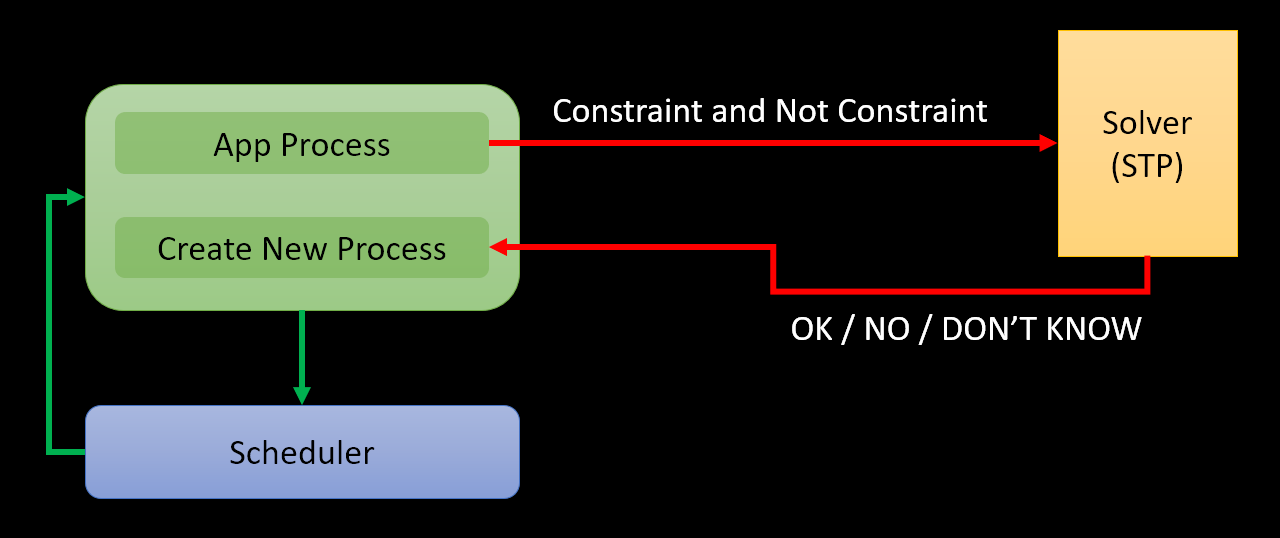 App Process
Constraint and Not Constraint
Solver
(STP)
Create New Process
OK / NO / DON’T KNOW
Scheduler